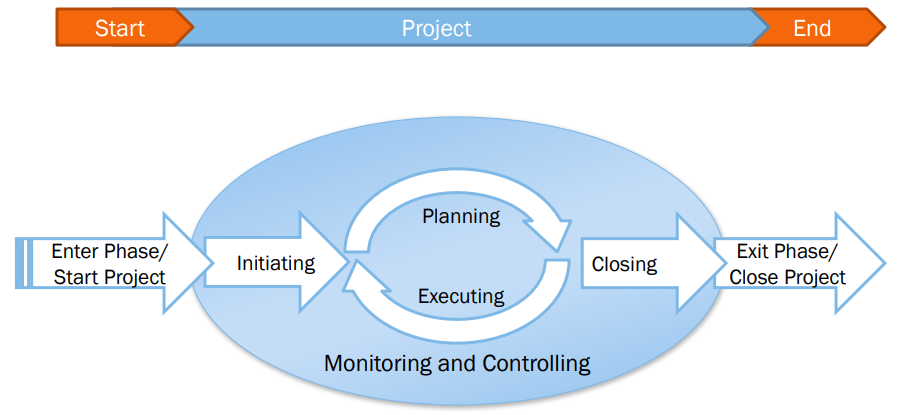 Start
Project
End
Enter Phase/
Start Project
Initiating
Planning
Executing
Closing
Exit Phase/
Close Project
Monitoring and Controlling